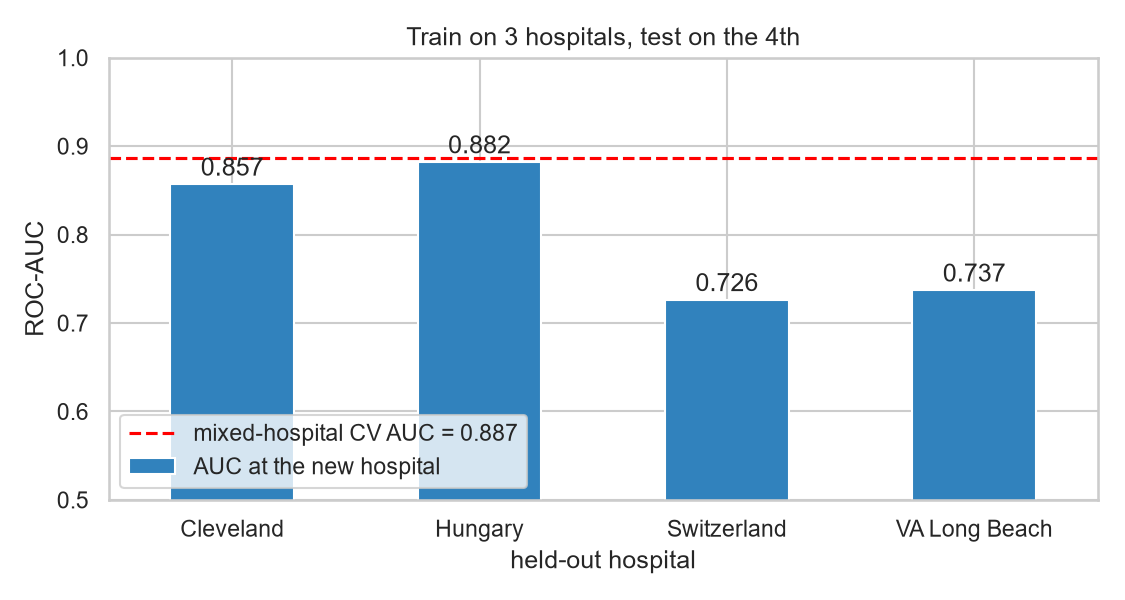 Train on 3 hospitals, test on the 4th
ROC-AUC
1.0
0.9
0.8
0.7
0.6
0.5
0.857
0.882
0.726
0.737
mixed-hospital CV AUC = 0.887
AUC at the new hospital
Cleveland
Hungary
Switzerland
VA Long Beach
held-out hospital